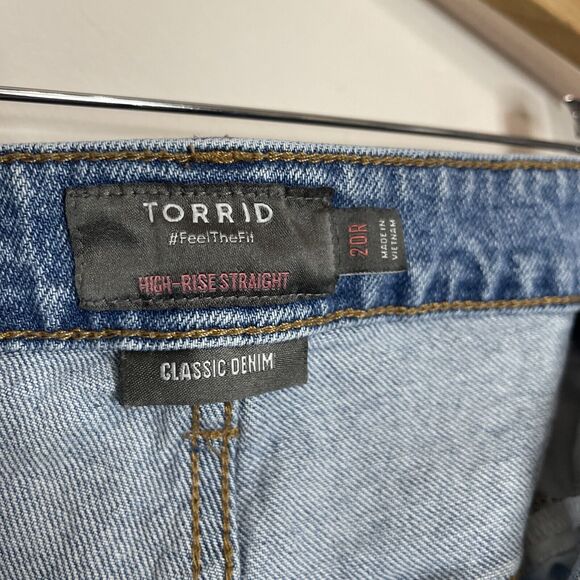 TORRID
#FeelTheFit
HIGH-RISE STRAIGHT
20R
MADE IN
VIETNAM
CLASSIC DENIM